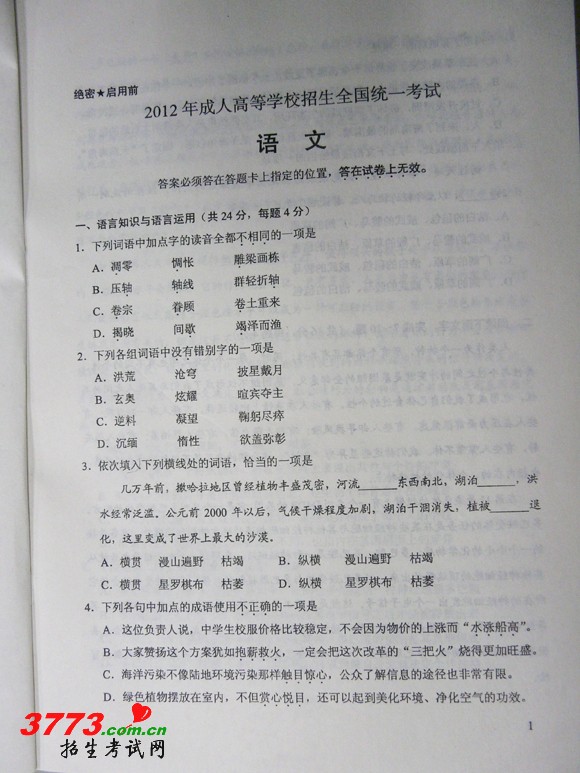 绝密★启用前
2012年成人高等学校招生全国统一考试
语 文
答案必须答在答题卡上指定的位置，答在试卷上无效。
一、语言知识与语言运用（共24分，每题4分）
1. 下列词语中加点字的读音全都不相同的一项是
A. 凋零 惆怅 雕梁画栋
B. 压轴 轴线 群轻折轴
C. 卷宗 眷顾 卷土重来
D. 揭晓 间歇 竭泽而渔
2. 下列各组词语中没有错别字的一项是
A. 洪荒 沧穹 披星戴月
B. 玄奥 炫耀 暄宾夺主
C. 逆料 凝望 鞠躬尽瘁
D. 沉缅 惰性 欲盖弥彰
3. 依次填入下列横线处的词语，恰当的一项是
几万年前，撒哈拉地区曾经植物丰盛茂密，河流______东西南北，湖泊______，洪
水经常泛滥。公元前2000年以后，气候干燥程度加剧，湖泊干涸消失，植被______退
化，这里变成了世界上最大的沙漠。
A. 横贯 漫山遍野 枯竭 B. 纵横 漫山遍野 枯竭
C. 横贯 星罗棋布 枯萎 D. 纵横 星罗棋布 枯萎
4. 下列各句中加点的成语使用不正确的一项是
A. 这位负责人说，中学生校服价格比较稳定，不会因为物价的上涨而“水涨船高”。
B. 大家赞扬这个方案犹如抱薪救火，一定会把这次改革的“三把火”烧得更加旺盛。
C. 海洋污染不像陆地环境污染那样触目惊心，公众了解信息的途径也非常有限。
D. 绿色植物摆放在室内，不但赏心悦目，还可以起到美化环境、净化空气的功效。
1
3773.com.cn
招生考试网